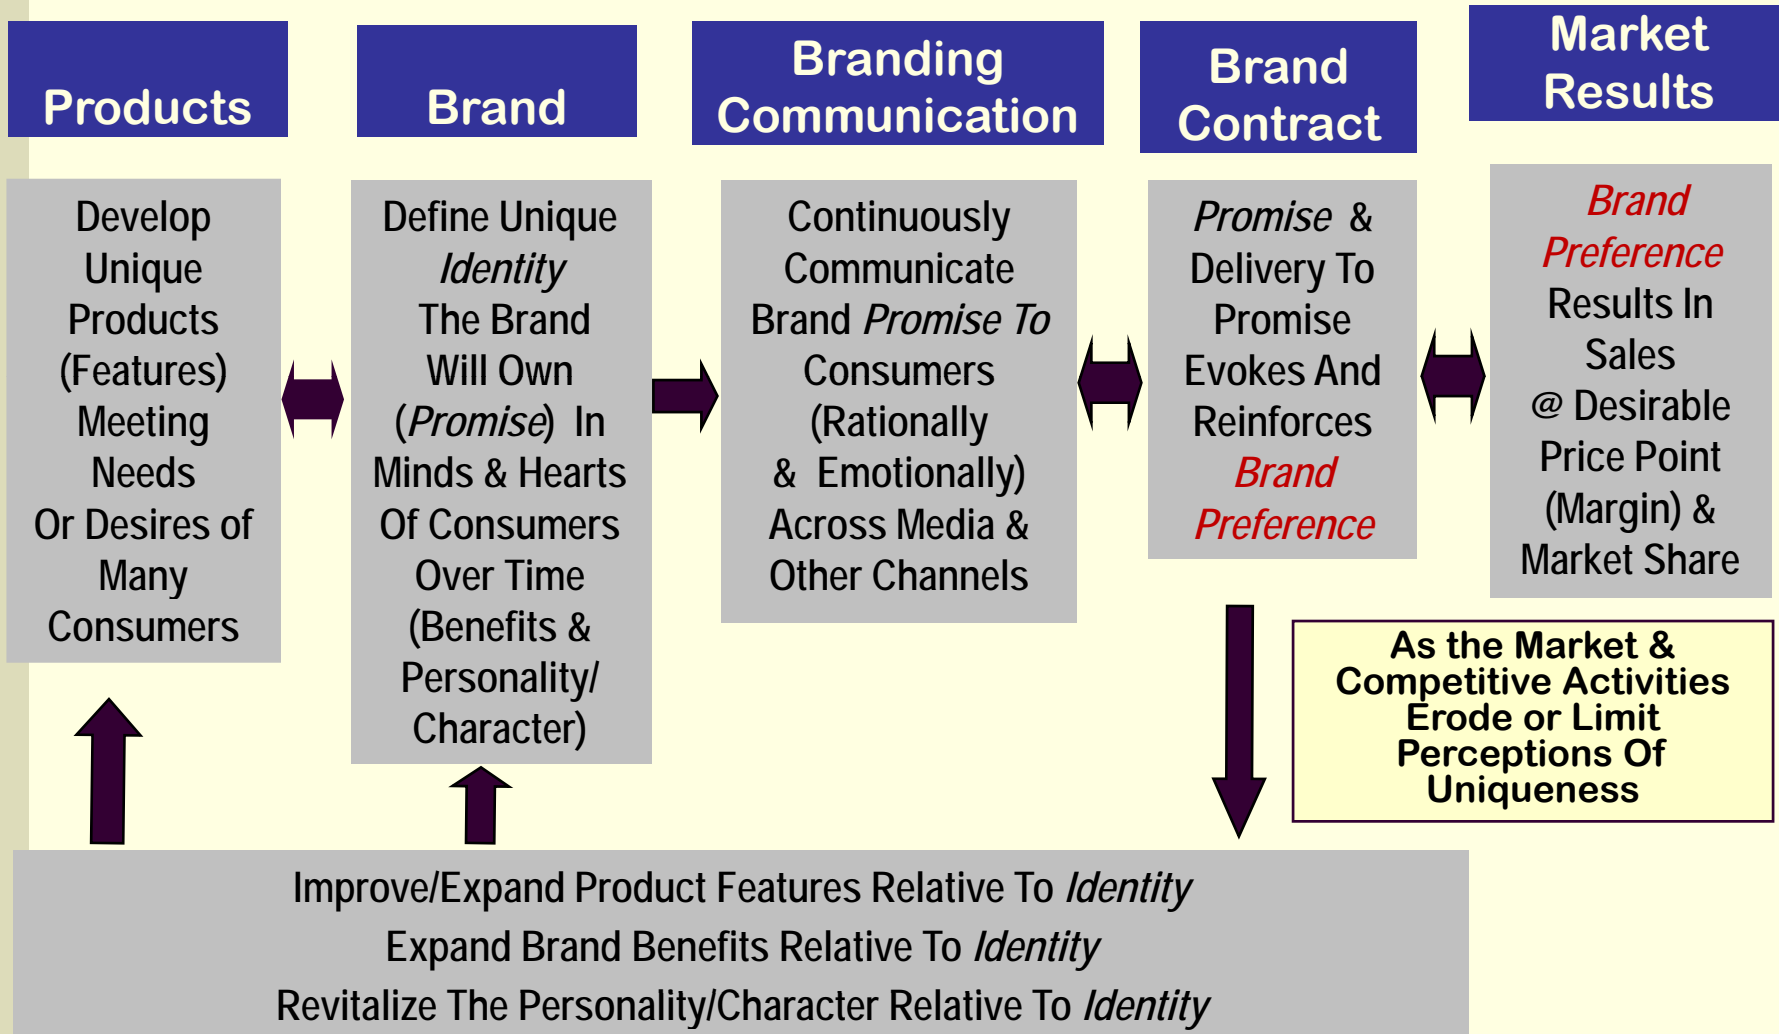 Products
Brand
Branding
Communication
Brand
Contract
Market
Results
Develop
Unique
Products
(Features)
Meeting
Needs
Or Desires of
Many
Consumers
Define Unique
Identity
The Brand
Will Own
(Promise) In
Minds & Hearts
Of Consumers
Over Time
(Benefits &
Personality/
Character)
Continuously
Communicate
Brand Promise To
Consumers
(Rationally
& Emotionally)
Across Media &
Other Channels
Promise &
Delivery To
Promise
Evokes And
Reinforces
Brand
Preference
Brand
Preference
Results In
Sales
@ Desirable
Price Point
(Margin) &
Market Share
As the Market &
Competitive Activities
Erode or Limit
Perceptions Of
Uniqueness
Improve/Expand Product Features Relative To Identity
Expand Brand Benefits Relative To Identity
Revitalize The Personality/Character Relative To Identity